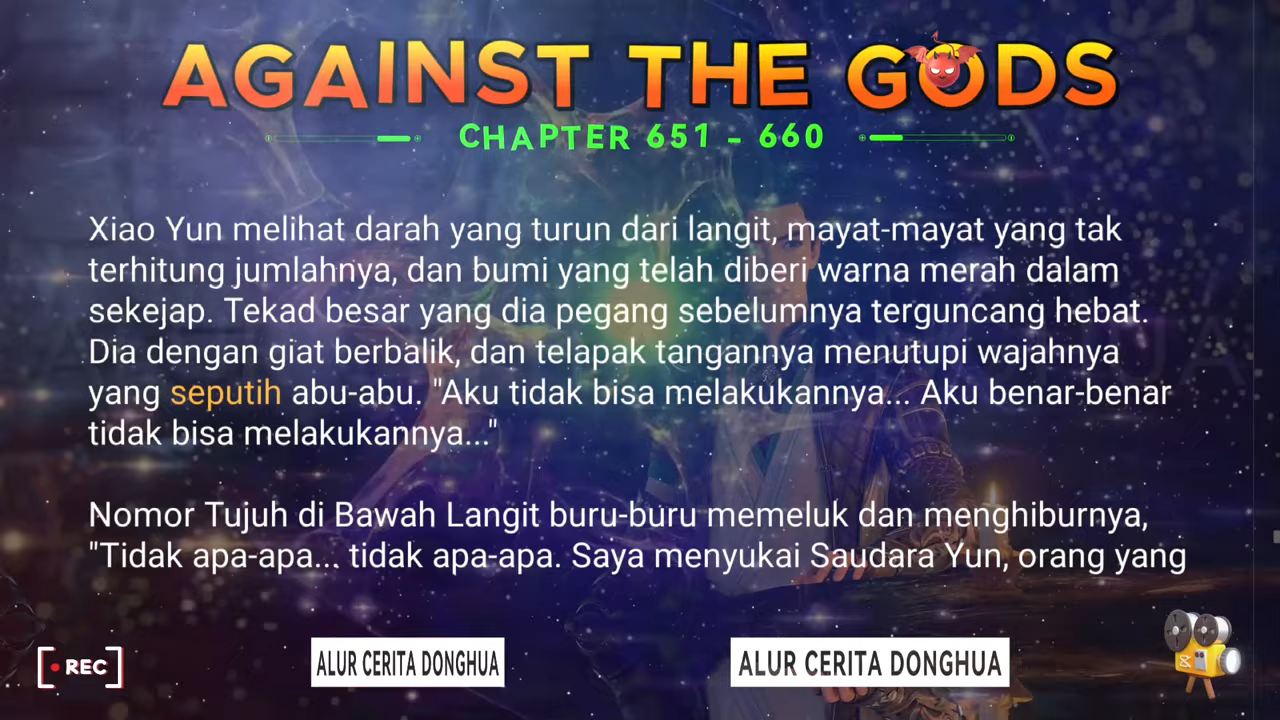 AGAINST THE GODS
CHAPTER 651 - 660
Xiao Yun melihat darah yang turun dari langit, mayat-mayat yang tak
terhitung jumlahnya, dan bumi yang telah diberi warna merah dalam
sekejap. Tekad besar yang dia pegang sebelumnya terguncang hebat.
Dia dengan giat berbalik, dan telapak tangannya menutupi wajahnya
yang seputih abu-abu. "Aku tidak bisa melakukannya... Aku benar-benar
tidak bisa melakukannya..."
Nomor Tujuh di Bawah Langit buru-buru memeluk dan menghiburnya,
"Tidak apa-apa... tidak apa-apa. Saya menyukai Saudara Yun, orang yang
REC
ALUR CERITA DONGHUA
ALUR CERITA DONGHUA